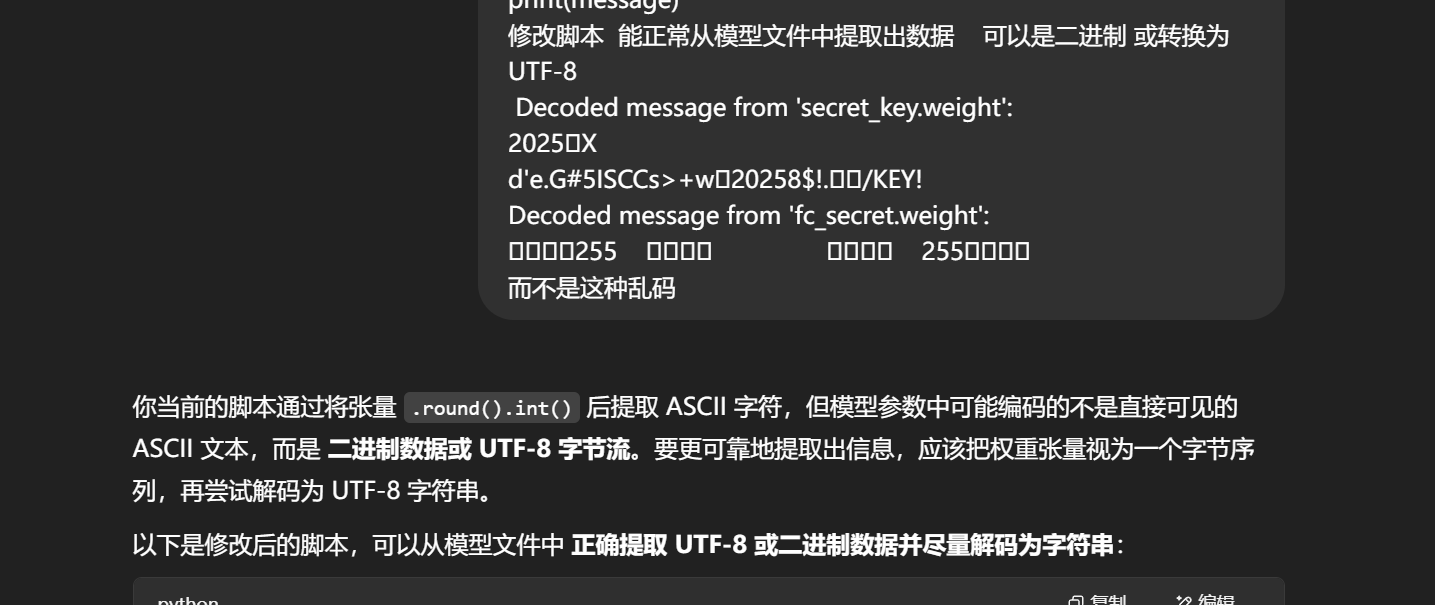 print(message)
修改脚本 能正常从模型文件中提取出数据 可以是二进制 或转换为
UTF-8
Decoded message from 'secret_key.weight':
2025▯X
d'e.G#5ISCCs>+w▯20258$!.▯▯/KEY!
Decoded message from 'fc_secret.weight':
▯▯▯▯255 ▯▯▯▯ ▯▯▯▯ 255▯▯▯▯
而不是这种乱码
你当前的脚本通过将张量 .round().int() 后提取 ASCII 字符，但模型参数中可能编码的不是直接可见的
ASCII 文本，而是 二进制数据或 UTF-8 字节流。要更可靠地提取出信息，应该把权重张量视为一个字节序
列，再尝试解码为 UTF-8 字符串。
以下是修改后的脚本，可以从模型文件中 正确提取 UTF-8 或二进制数据并尽量解码为字符串：
python 复制 编辑